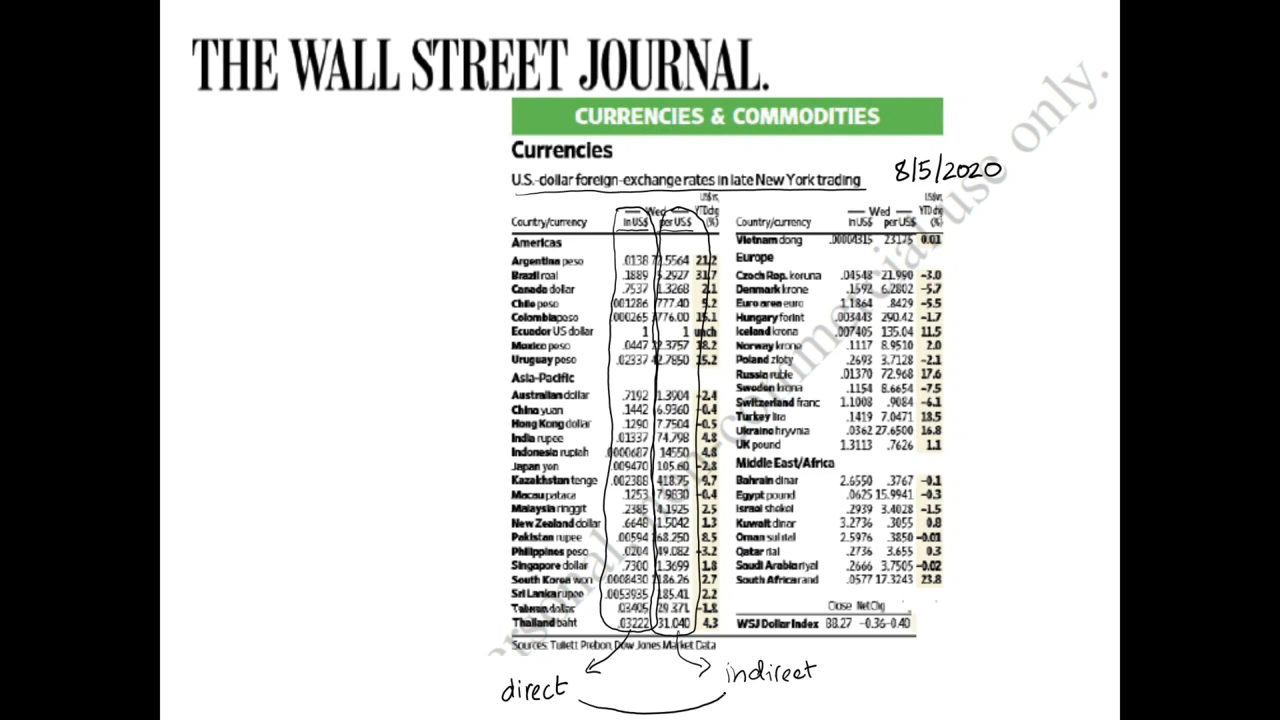 THE WALL STREET JOURNAL.
CURRENCIES & COMMODITIES
Currencies
U.S.-dollar foreign-exchange rates in late New York trading
8/5/2020
US$ vs,
Wed YTD chg
Country/currency in US$ per US$ (%)
Americas
Argentina peso .0138 .5564 21.2
Brazil real .1889 5.2927 31.7
Canada dollar .7537 1.3268 2.1
Chile peso .001286 777.40 5.2
Colombia peso .000265 3776.00 15.1
Ecuador US dollar 1 1 unch
Mexico peso .0447 22.3757 18.2
Uruguay peso .02337 42.7850 15.2
Asia-Pacific
Australian dollar .7192 1.3904 -2.4
China yuan .1442 6.9360 -0.4
Hong Kong dollar .1290 7.7504 -0.5
India rupee .01337 74.798 4.8
Indonesia rupiah .0000687 14550 4.8
Japan yen .009470 105.60 -2.8
Kazakhstan tenge .002388 418.75 9.7
Macau pataca .1253 7.9830 -0.4
Malaysia ringgit .2385 4.1925 2.5
New Zealand dollar .6648 1.5042 1.3
Pakistan rupee .00594 168.250 8.5
Philippines peso .0204 49.082 -3.2
Singapore dollar .7300 1.3699 1.8
South Korea won .0008430 1186.26 2.7
Sri Lanka rupee .0053935 185.41 2.2
Taiwan dollar .03405 29.371 -1.8
Thailand baht .03222 31.040 4.3
Sources: Tullett Prebon, Dow Jones Market Data
US$ vs,
Wed YTD chg
Country/currency in US$ per US$ (%)
Vietnam dong .00004315 23175 0.01
Europe
Czech Rep. koruna .04548 21.990 -3.0
Denmark krone .1592 6.2802 -5.7
Euro area euro 1.1864 .8429 -5.5
Hungary forint .003443 290.42 -1.7
Iceland krona .007405 135.04 11.5
Norway krone .1117 8.9510 2.0
Poland zloty .2693 3.7128 -2.1
Russia ruble .01370 72.968 17.6
Sweden krona .1154 8.6654 -7.5
Switzerland franc 1.1008 .9084 -6.1
Turkey lira .1419 7.0471 18.5
Ukraine hryvnia .0362 27.6500 16.8
UK pound 1.3113 .7626 1.1
Middle East/Africa
Bahrain dinar 2.6550 .3767 -0.1
Egypt pound .0625 15.9941 -0.3
Israel shekel .2939 3.4028 -1.5
Kuwait dinar 3.2736 .3055 0.8
Oman .3850 -0.01
Qatar rial .2736 3.655 0.3
Saudi Arabia riyal .2666 3.7505 -0.02
South Africa rand .0577 17.3243 23.8
Close Net Chg
WSJ Dollar Index 88.27 -0.36 -0.40
direct
indirect
personal, non-commercial use only.